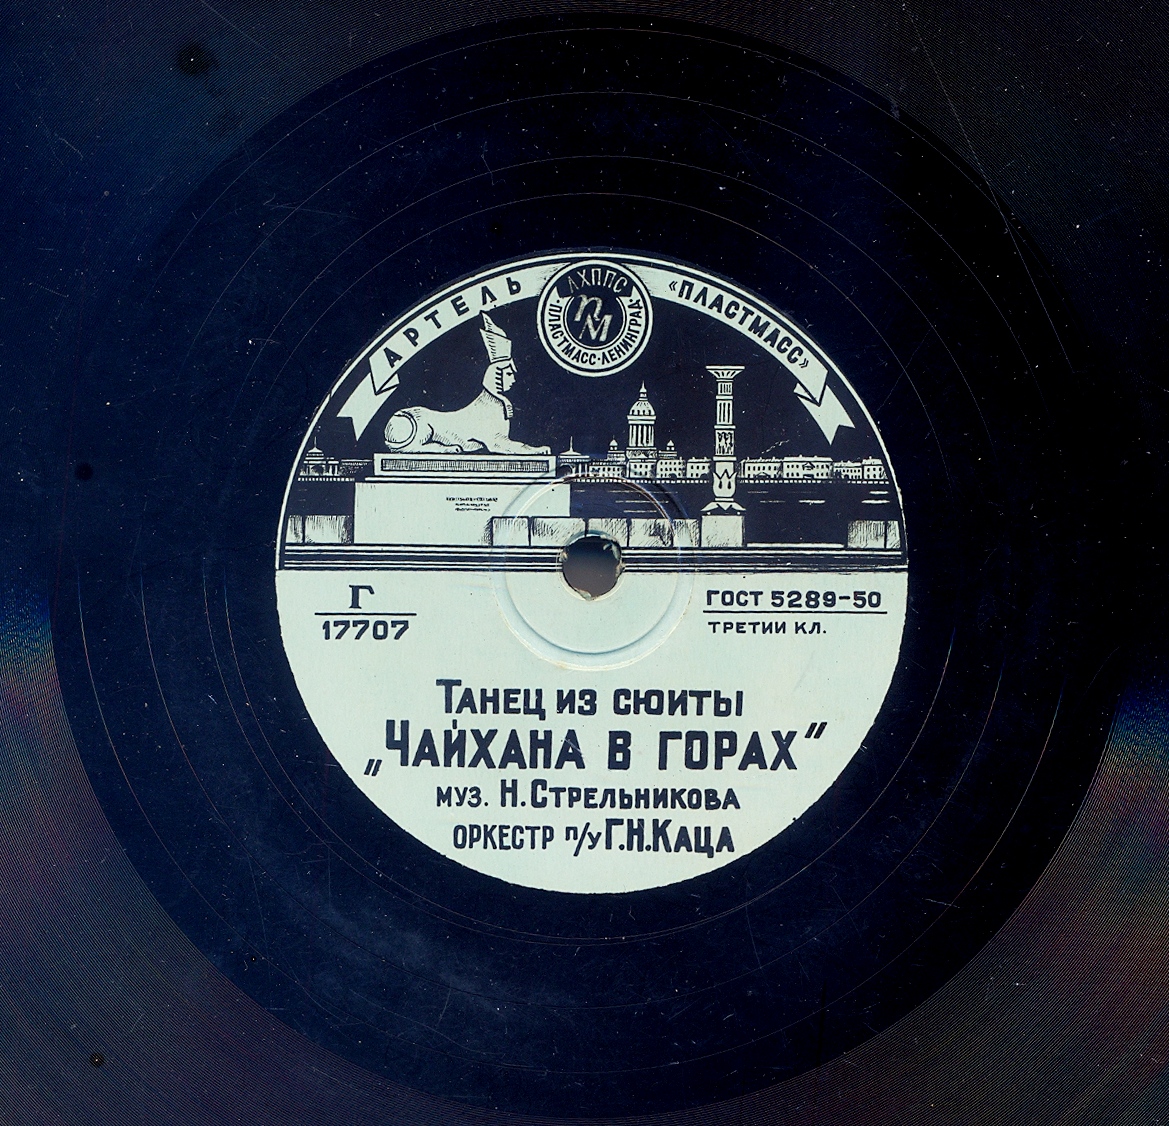 АРТЕЛЬ
«ПЛАСТМАСС»
ЛХППС
ПМ
·ПЛАСТМАСС·ЛЕНИНГРАД·
Г
17707
ГОСТ 5289-50
ТРЕТИИ КЛ.
ТАНЕЦ ИЗ СЮИТЫ
„ЧАЙХАНА В ГОРАХ"
МУЗ. Н. СТРЕЛЬНИКОВА
ОРКЕСТР П/У Г.Н. КАЦА